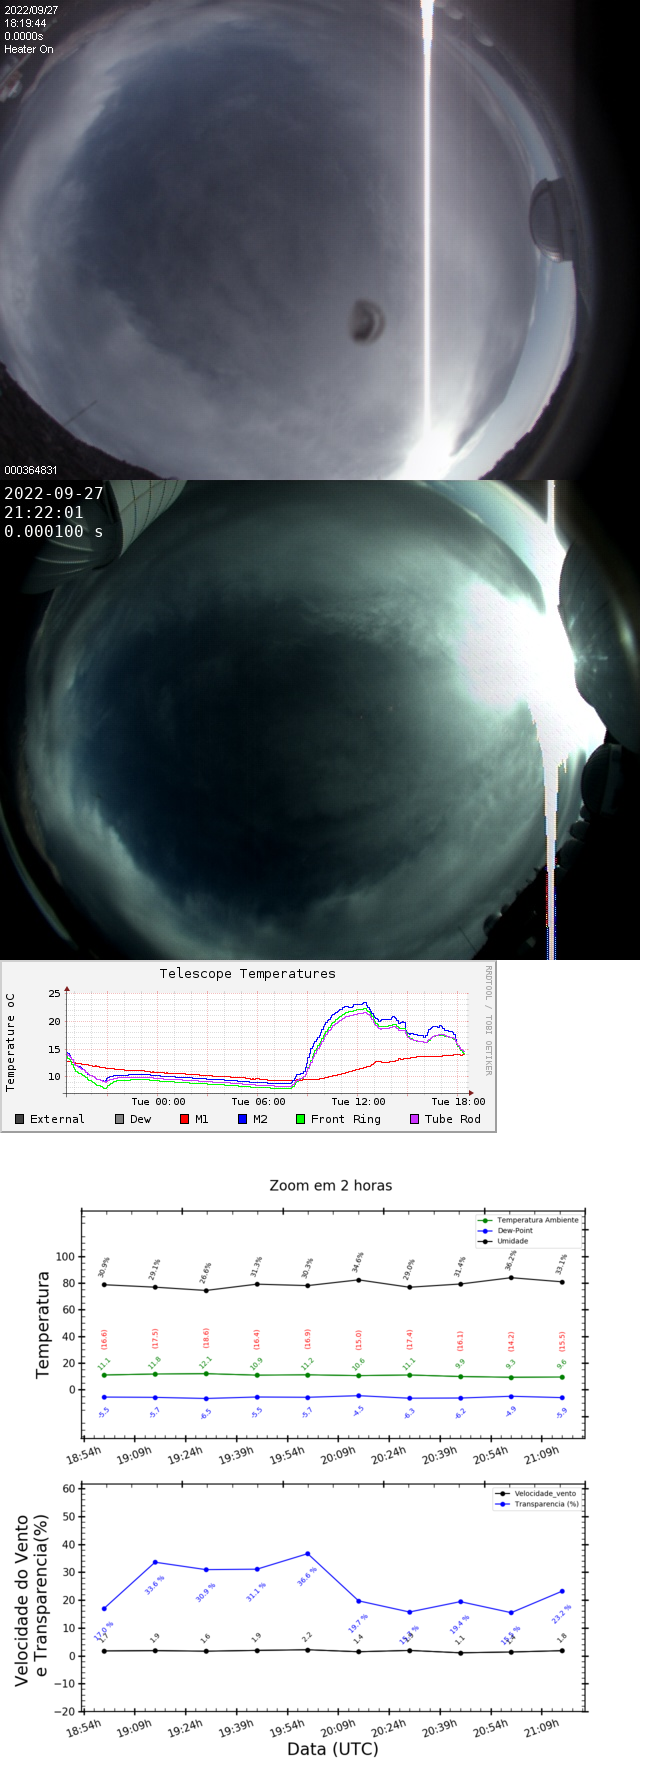 2022/09/27
18:19:44
0.0000s
Heater On
000364831
2022-09-27
21:22:01
0.000100 s
Telescope Temperatures
Temperature oC
25
20
15
10
Tue 00:00 Tue 06:00 Tue 12:00 Tue 18:00
External Dew M1 M2 Front Ring Tube Rod
RRDTOOL / TOBI OETIKER
Zoom em 2 horas
Temperatura Ambiente
Dew-Point
Umidade
Temperatura
100
80
60
40
20
0
30.9% 29.1% 26.6% 31.3% 30.3% 34.6% 29.0% 31.4% 36.2% 33.1%
(16.6) (17.5) (18.6) (16.4) (16.9) (15.0) (17.4) (16.1) (14.2) (15.5)
11.1 11.8 12.1 10.9 11.2 10.6 11.1 9.9 9.3 9.6
-5.5 -5.7 -6.5 -5.5 -5.7 -4.5 -6.3 -6.2 -4.9 -5.9
18:54h 19:09h 19:24h 19:39h 19:54h 20:09h 20:24h 20:39h 20:54h 21:09h
Velocidade_vento
Transparencia (%)
Velocidade do Vento
e Transparencia(%)
60
50
40
30
20
10
0
−10
−20
17.0 % 33.6 % 30.9 % 31.1 % 36.6 % 19.7 % 19.4 % 23.2 %
1.7 1.9 1.6 1.9 2.2 1.4 1.1 1.8
18:54h 19:09h 19:24h 19:39h 19:54h 20:09h 20:24h 20:39h 20:54h 21:09h
Data (UTC)